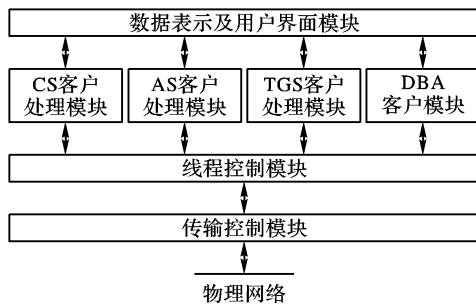 数据表示及用户界面模块
CS客户
处理模块
AS客户
处理模块
TGS客户
处理模块
DBA
客户模块
线程控制模块
传输控制模块
物理网络